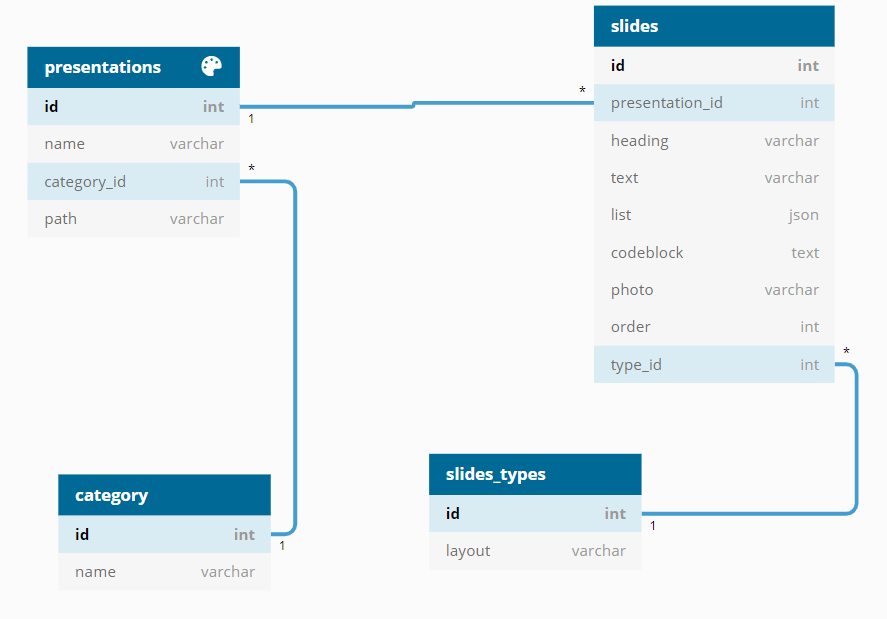 presentations
id int
1
name varchar
*
category_id int
path varchar
slides
id int
*
presentation_id int
heading varchar
text varchar
list json
codeblock text
photo varchar
order int
*
type_id int
category
id int
1
name varchar
slides_types
id int
1
layout varchar